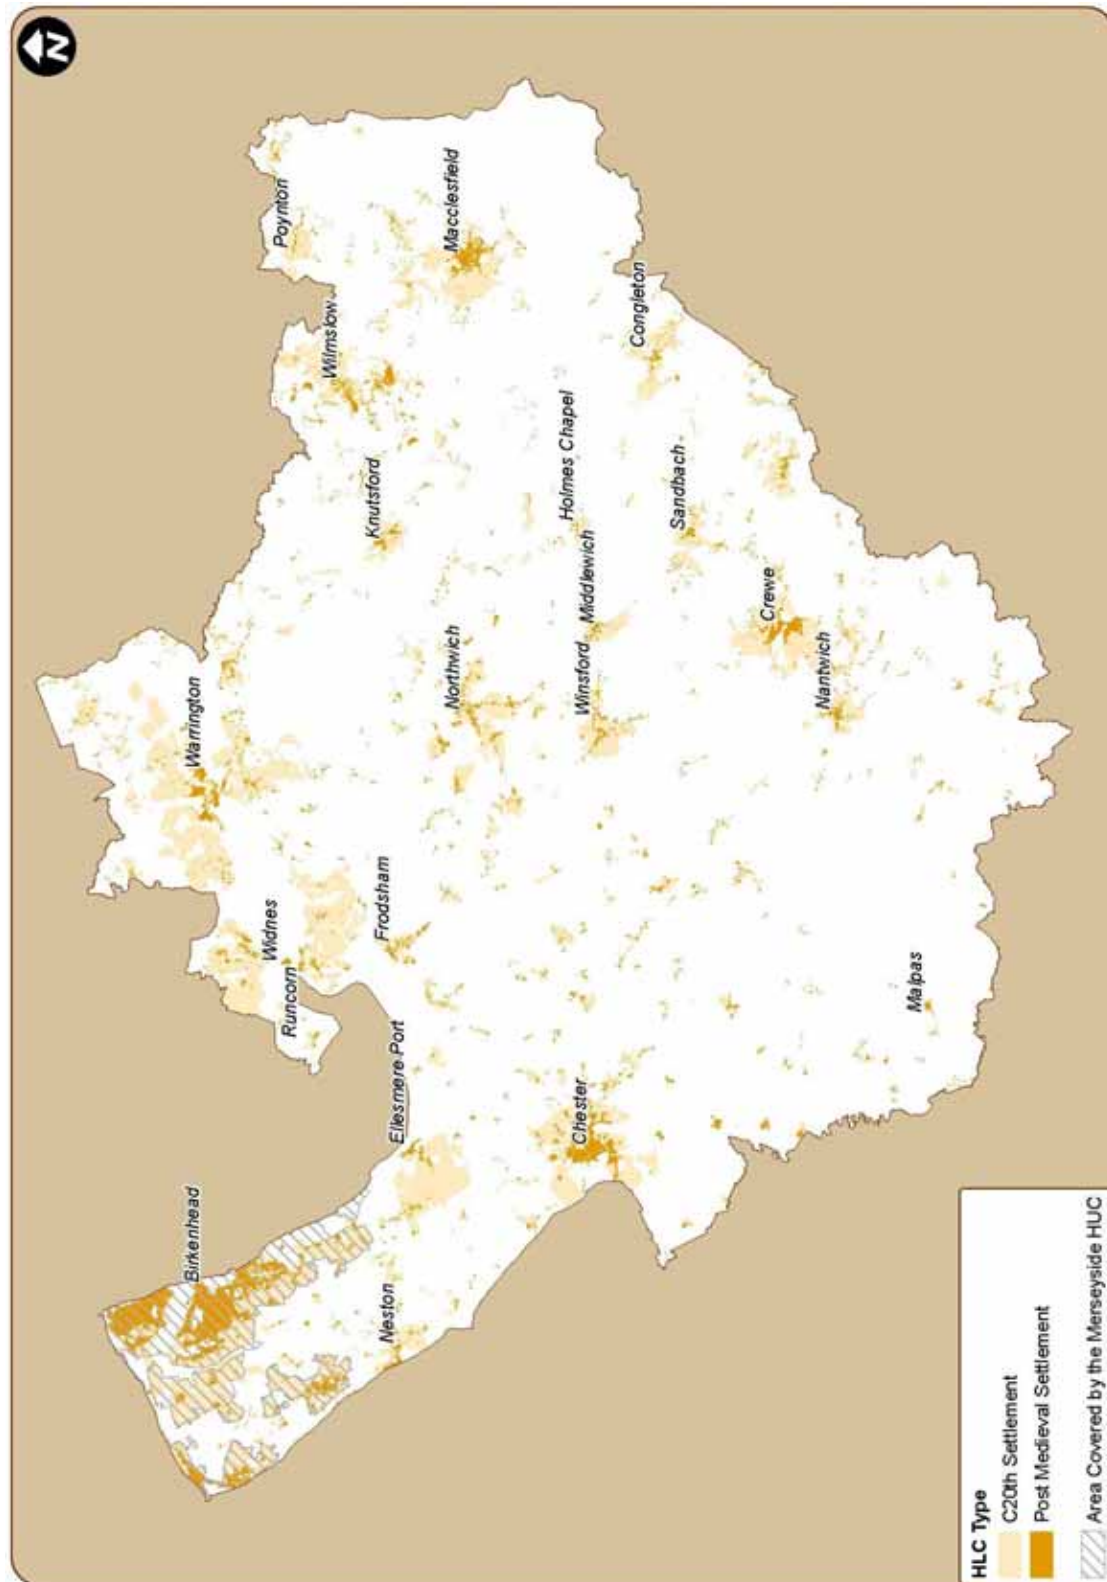 N
Poynton
Wilmslow
Macclesfield
Knutsford
Congleton
Holmes Chapel
Sandbach
Middlewich
Winsford
Northwich
Crewe
Nantwich
Warrington
Widnes
Runcorn
Frodsham
Malpas
Ellesmere Port
Chester
Birkenhead
Neston
HLC Type
C20th Settlement
Post Medieval Settlement
Area Covered by the Merseyside HUC